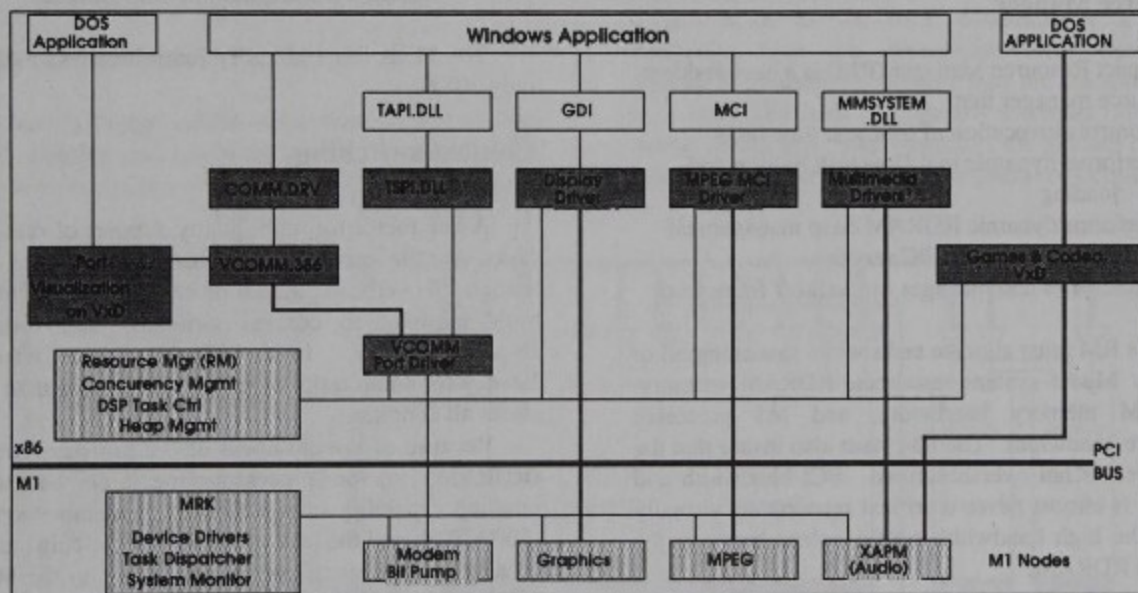 DOS
Application
Windows Application
DOS
APPLICATION
TAPI.DLL
GDI
MCI
MMSYSTEM
.DLL
COMM.DRV
TSPI.DLL
Display
Driver
MPEG MCI
Driver
Multimedia
Drivers
Port
Visualization
on VxD
VCOMM.386
Games & Codec
VxD
VCOMM
Port Driver
Resource Mgr (RM)
Concurency Mgmt
DSP Task Ctrl
Heap Mgmt
x86
PCI
BUS
M1
MRK
Device Drivers
Task Dispatcher
System Monitor
Modem
Bit Pump
Graphics
MPEG
XAPM
(Audio)
M1 Nodes